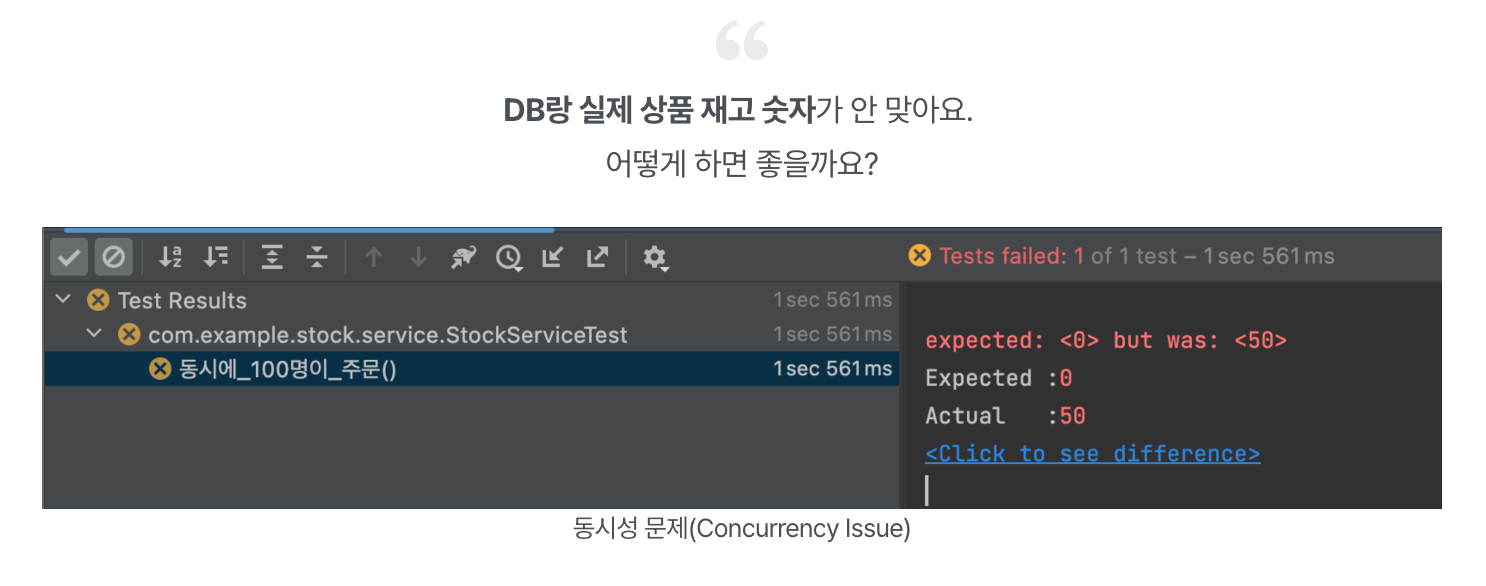 “
DB랑 실제 상품 재고 숫자가 안 맞아요.
어떻게 하면 좋을까요?
Tests failed: 1 of 1 test – 1 sec 561 ms
Test Results 1 sec 561 ms
com.example.stock.service.StockServiceTest 1 sec 561 ms
동시에_100명이_주문() 1 sec 561 ms
expected: <0> but was: <50>
Expected :0
Actual :50
<Click to see difference>
동시성 문제(Concurrency Issue)